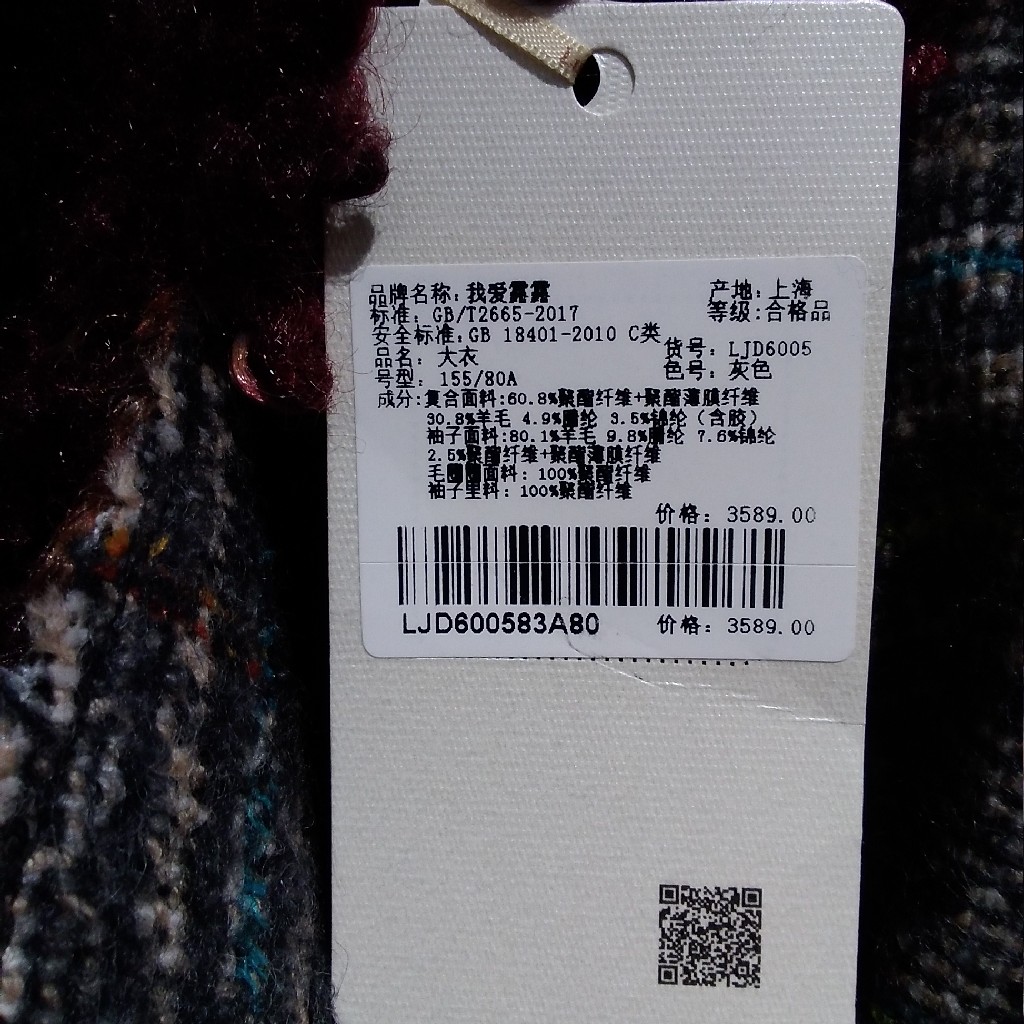 品牌名称：我爱露露 产地：上海
标准：GB/T2665-2017 等级：合格品
安全标准：GB 18401-2010 C类
品名：大衣 货号：LJD6005
号型：155/80A 色号：灰色
成分：复合面料：60.8%聚酯纤维+聚酯薄膜纤维
30.8%羊毛 4.9%腈纶 3.5%锦纶（含胶）
袖子面料：80.1%羊毛 9.8%腈纶 7.6%锦纶
2.5%聚酯纤维+聚酯薄膜纤维
毛圈圈面料：100%聚酯纤维
袖子里料：100%聚酯纤维
价格：3589.00
LJD600583A80 价格：3589.00